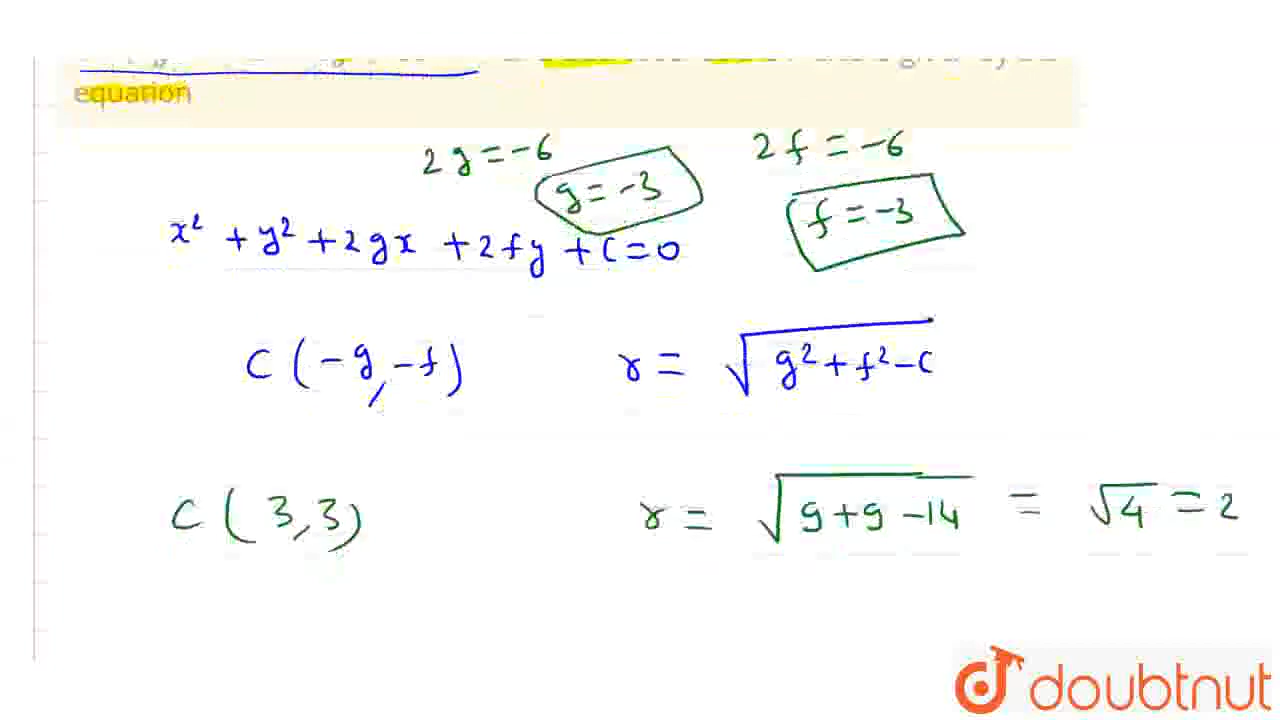 equation
2g = -6
2f = -6
g = -3
f = -3
x² + y² + 2gx + 2fy + C = 0
C (-g, -f)
r = √g² + f² - C
C (3, 3)
r = √9 + 9 - 14 = √4 = 2
doubtnut